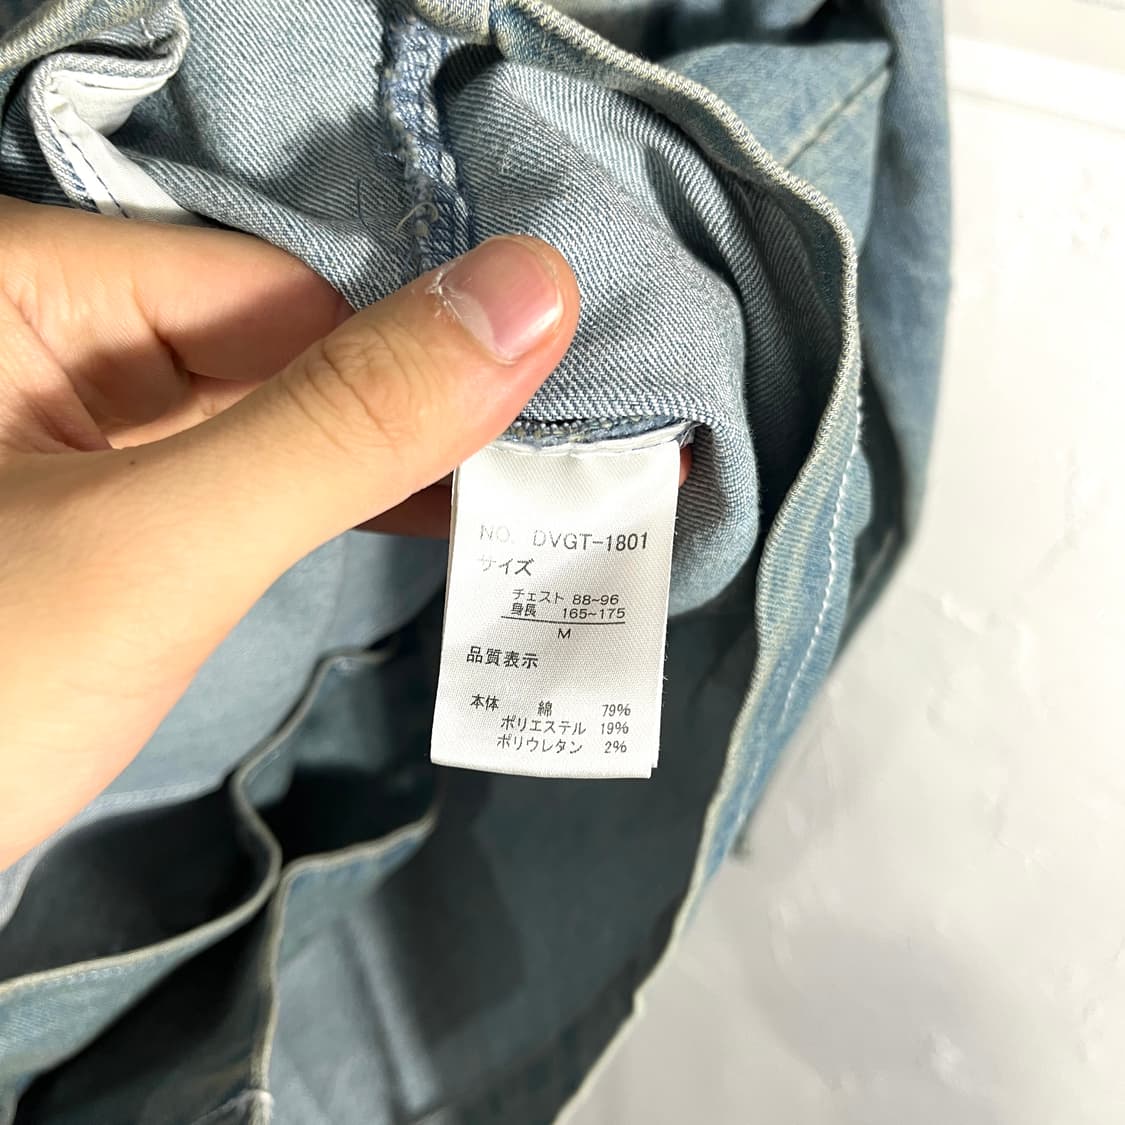 NO. DVGT-1801
サイズ
チェスト 88~96
身長 165~175
M
品質表示
本体 綿 79%
ポリエステル 19%
ポリウレタン 2%